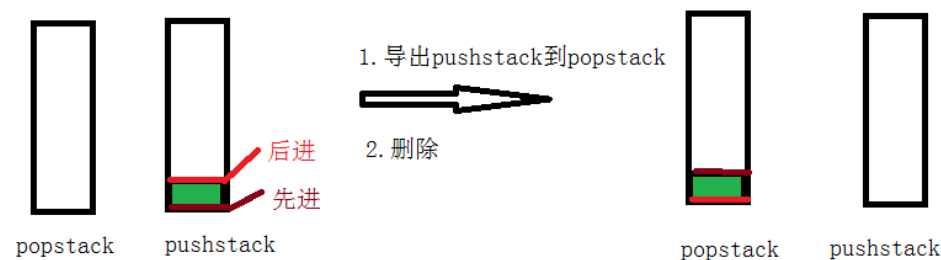 1.导出pushstack到popstack
2.删除
后进
先进
popstack
pushstack
popstack
pushstack